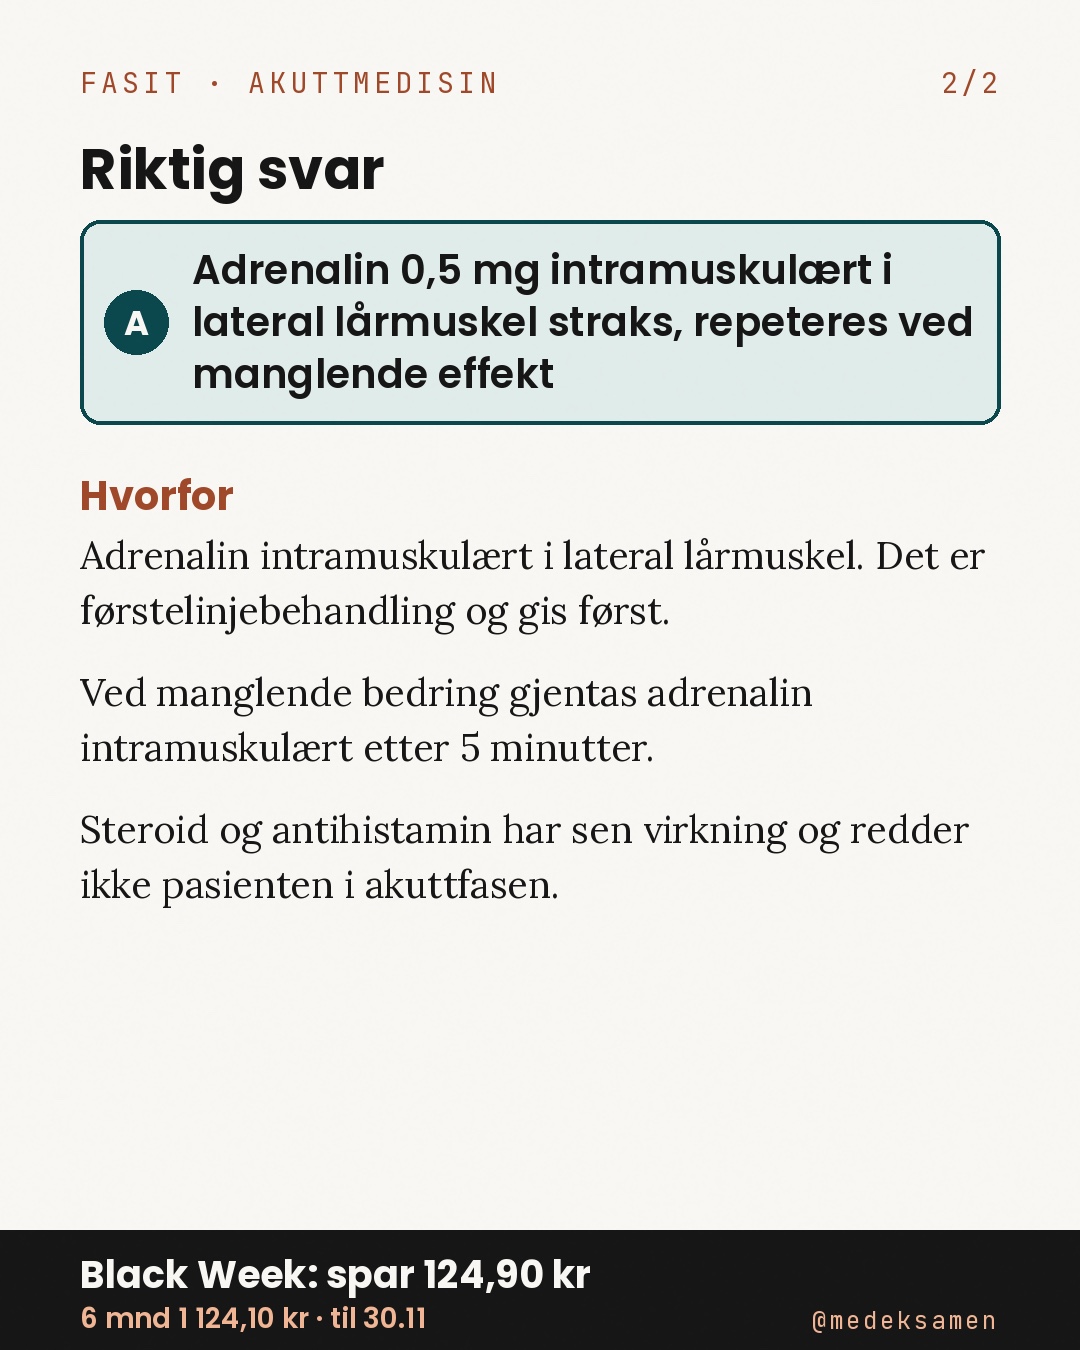 FASIT · AKUTTMEDISIN 2/2
Riktig svar
A
Adrenalin 0,5 mg intramuskulært i
lateral lårmuskel straks, repeteres ved
manglende effekt
Hvorfor
Adrenalin intramuskulært i lateral lårmuskel. Det er
førstelinjebehandling og gis først.
Ved manglende bedring gjentas adrenalin
intramuskulært etter 5 minutter.
Steroid og antihistamin har sen virkning og redder
ikke pasienten i akuttfasen.
Black Week: spar 124,90 kr
6 mnd 1 124,10 kr · til 30.11
@medeksamen